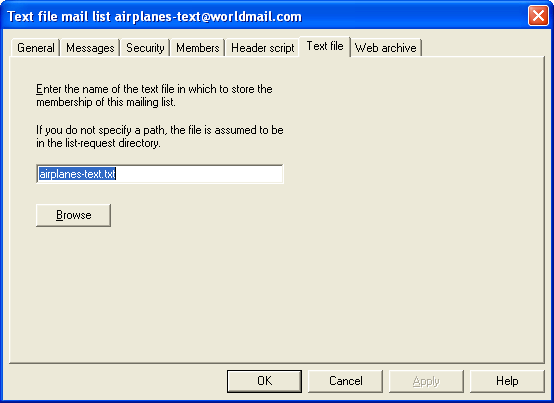 Text file mail list airplanes-text@worldmail.com
General Messages Security Members Header script Text file Web archive
Enter the name of the text file in which to store the
membership of this mailing list.
If you do not specify a path, the file is assumed to be
in the list-request directory.
airplanes-text.txt
Browse
OK Cancel Apply Help